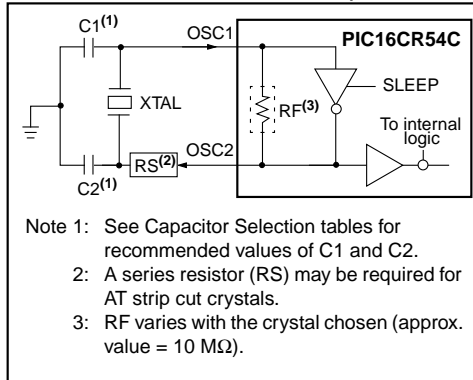 C1(1)
OSC1
PIC16CR54C
SLEEP
XTAL
RF(3)
To internal
logic
OSC2
RS(2)
C2(1)
Note 1: See Capacitor Selection tables for
recommended values of C1 and C2.
2: A series resistor (RS) may be required for
AT strip cut crystals.
3: RF varies with the crystal chosen (approx.
value = 10 MΩ).